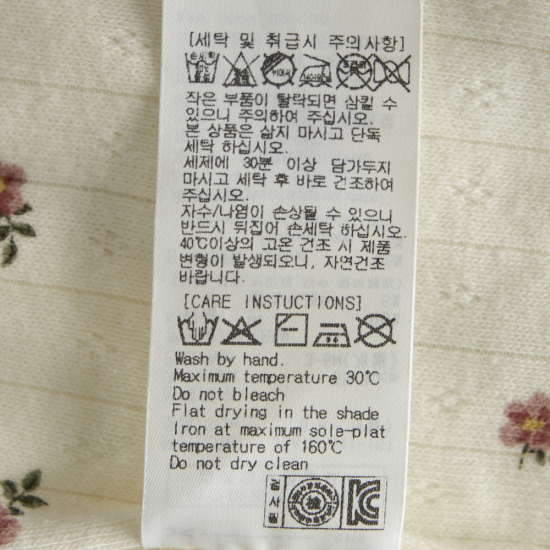 [세탁 및 취급시 주의사항]
작은 부품이 탈락되면 삼킬 수
있으니 주의하여 주십시오.
본 상품은 삶지 마시고 단독
세탁 하십시오.
세제에 30분 이상 담가두지
마시고 세탁 후 바로 건조하여
주십시오.
자수/나염이 손상될 수 있으니
반드시 뒤집어 손세탁 하십시오.
40℃이상의 고온 건조 시 제품
변형이 발생되오니, 자연건조
바랍니다.
[CARE INSTUCTIONS]
Wash by hand.
Maximum temperature 30℃
Do not bleach
Flat drying in the shade
Iron at maximum sole-plat
temperature of 160℃
Do not dry clean
검사필